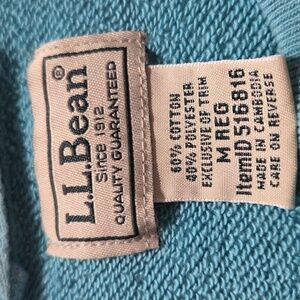 L.L.Bean®
Since 1912
QUALITY GUARANTEED
60% COTTON
40% POLYESTER
EXCLUSIVE OF TRIM
M REG
ItemID 516816
MADE IN CAMBODIA
CARE ON REVERSE